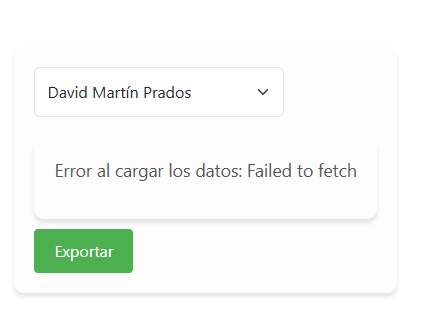 David Martín Prados
Error al cargar los datos: Failed to fetch
Exportar